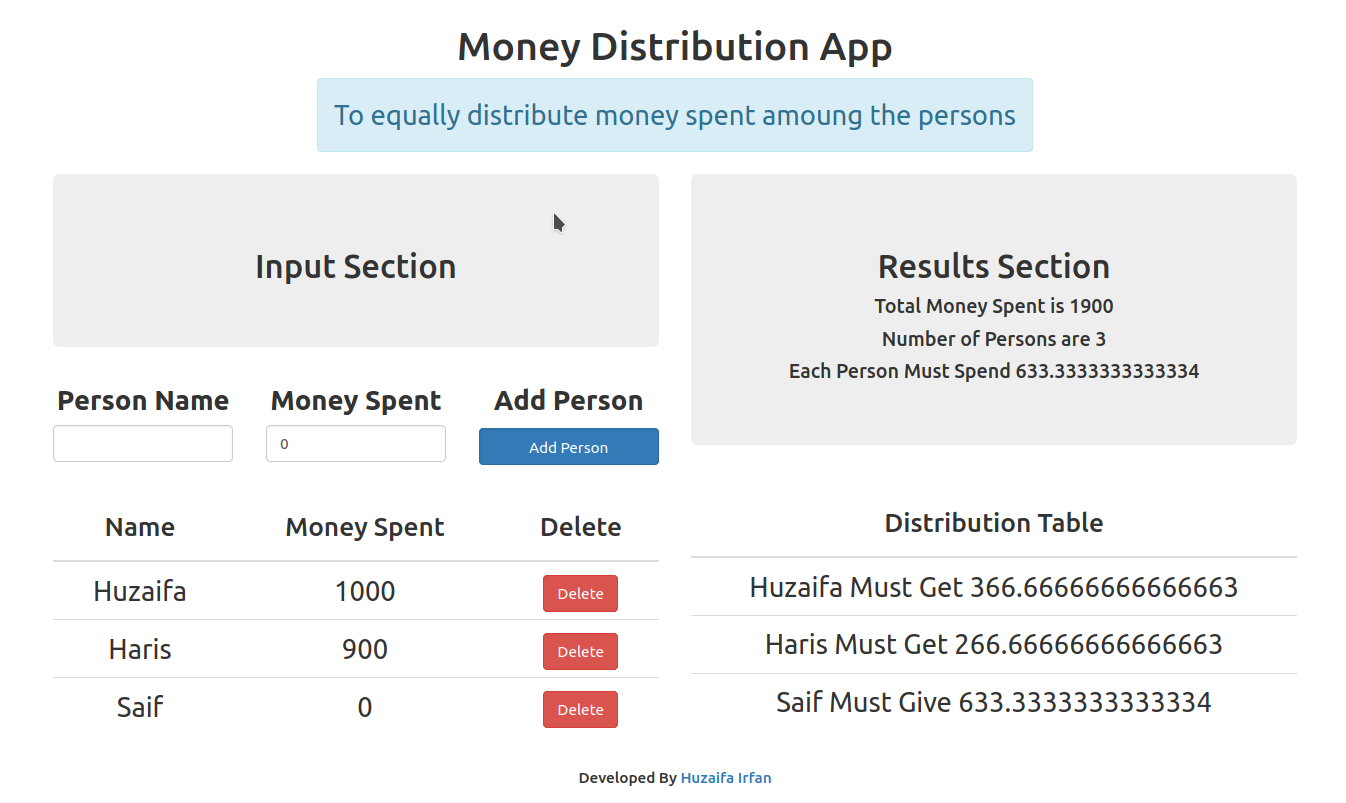 Money Distribution App
To equally distribute money spent amoung the persons
Input Section
Person Name Money Spent Add Person
0 Add Person
Name Money Spent Delete
Huzaifa 1000 Delete
Haris 900 Delete
Saif 0 Delete
Results Section
Total Money Spent is 1900
Number of Persons are 3
Each Person Must Spend 633.3333333333334
Distribution Table
Huzaifa Must Get 366.66666666666663
Haris Must Get 266.66666666666663
Saif Must Give 633.3333333333334
Developed By Huzaifa Irfan